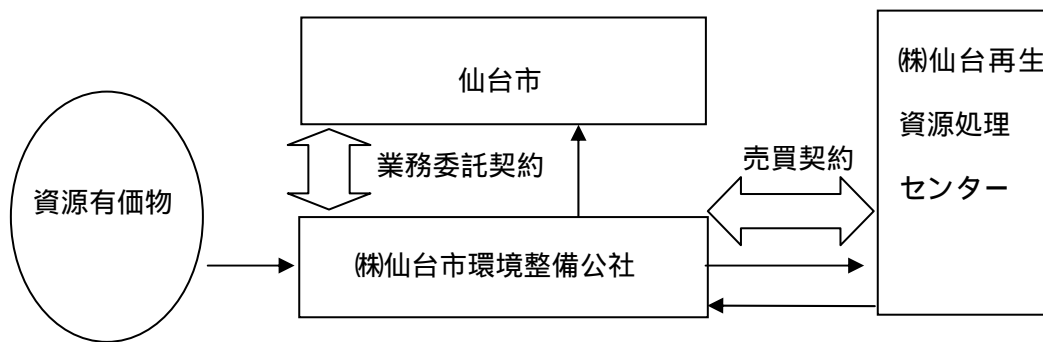 仙台市
㈱仙台再生
資源処理
センター
業務委託契約
売買契約
資源有価物
㈱仙台市環境整備公社